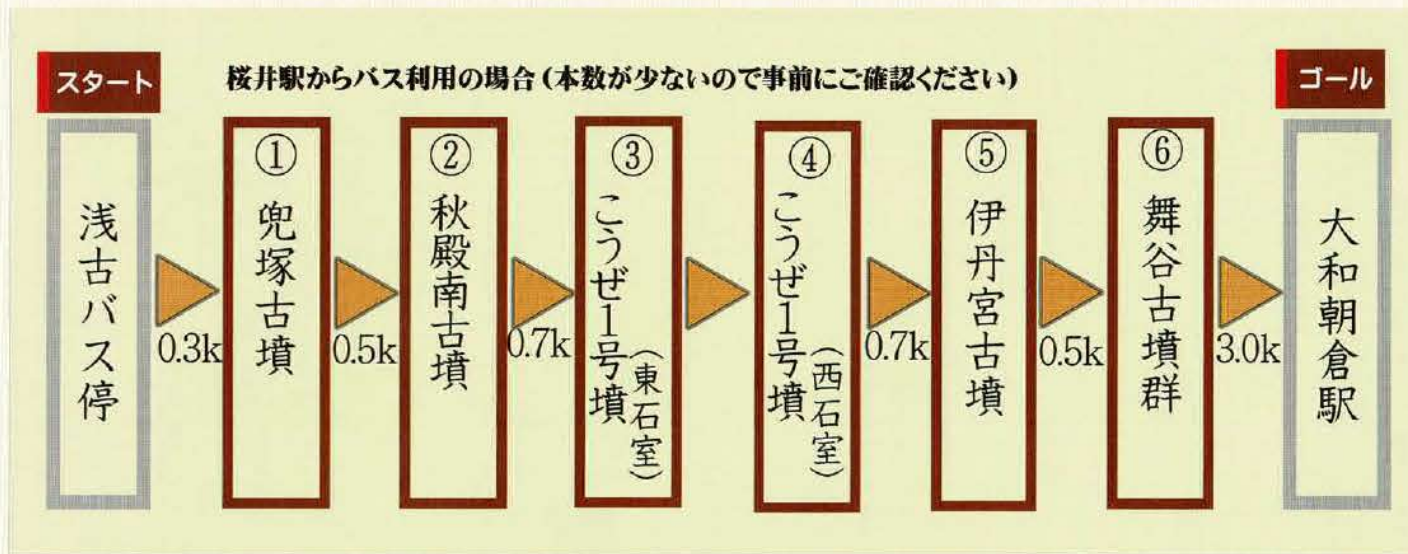 スタート
桜井駅からバス利用の場合(本数が少ないので事前にご確認ください)
ゴール
浅古バス停
0.3k
①兜塚古墳
0.5k
②秋殿南古墳
0.7k
③こうぜ1号墳
(東石室)
④こうぜ1号墳
(西石室)
0.7k
⑤伊丹宮古墳
0.5k
⑥舞谷古墳群
3.0k
大和朝倉駅